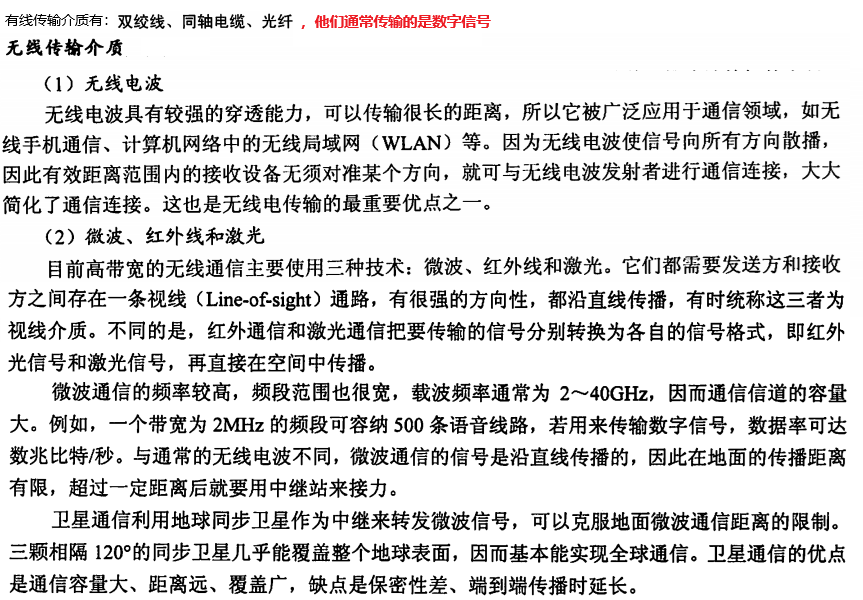 有线传输介质有：双绞线、同轴电缆、光纤 ，他们通常传输的是数字信号
无线传输介质
（1）无线电波
无线电波具有较强的穿透能力，可以传输很长的距离，所以它被广泛应用于通信领域，如无
线手机通信、计算机网络中的无线局域网（WLAN）等。因为无线电波使信号向所有方向散播，
因此有效距离范围内的接收设备无须对准某个方向，就可与无线电波发射者进行通信连接，大大
简化了通信连接。这也是无线电传输的最重要优点之一。
（2）微波、红外线和激光
目前高带宽的无线通信主要使用三种技术：微波、红外线和激光。它们都需要发送方和接收
方之间存在一条视线（Line-of-sight）通路，有很强的方向性，都沿直线传播，有时统称这三者为
视线介质。不同的是，红外通信和激光通信把要传输的信号分别转换为各自的信号格式，即红外
光信号和激光信号，再直接在空间中传播。
微波通信的频率较高，频段范围也很宽，载波频率通常为 2～40GHz，因而通信信道的容量
大。例如，一个带宽为 2MHz 的频段可容纳 500 条语音线路，若用来传输数字信号，数据率可达
数兆比特/秒。与通常的无线电波不同，微波通信的信号是沿直线传播的，因此在地面的传播距离
有限，超过一定距离后就要用中继站来接力。
卫星通信利用地球同步卫星作为中继来转发微波信号，可以克服地面微波通信距离的限制。
三颗相隔 120°的同步卫星几乎能覆盖整个地球表面，因而基本能实现全球通信。卫星通信的优点
是通信容量大、距离远、覆盖广，缺点是保密性差、端到端传播时延长。